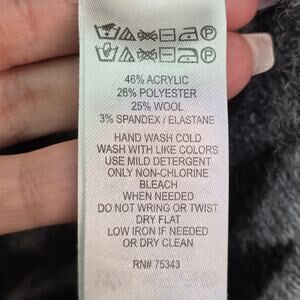 46% ACRYLIC
26% POLYESTER
25% WOOL
3% SPANDEX / ELASTANE
HAND WASH COLD
WASH WITH LIKE COLORS
USE MILD DETERGENT
ONLY NON-CHLORINE
BLEACH
WHEN NEEDED
DO NOT WRING OR TWIST
DRY FLAT
LOW IRON IF NEEDED
OR DRY CLEAN
RN# 75343